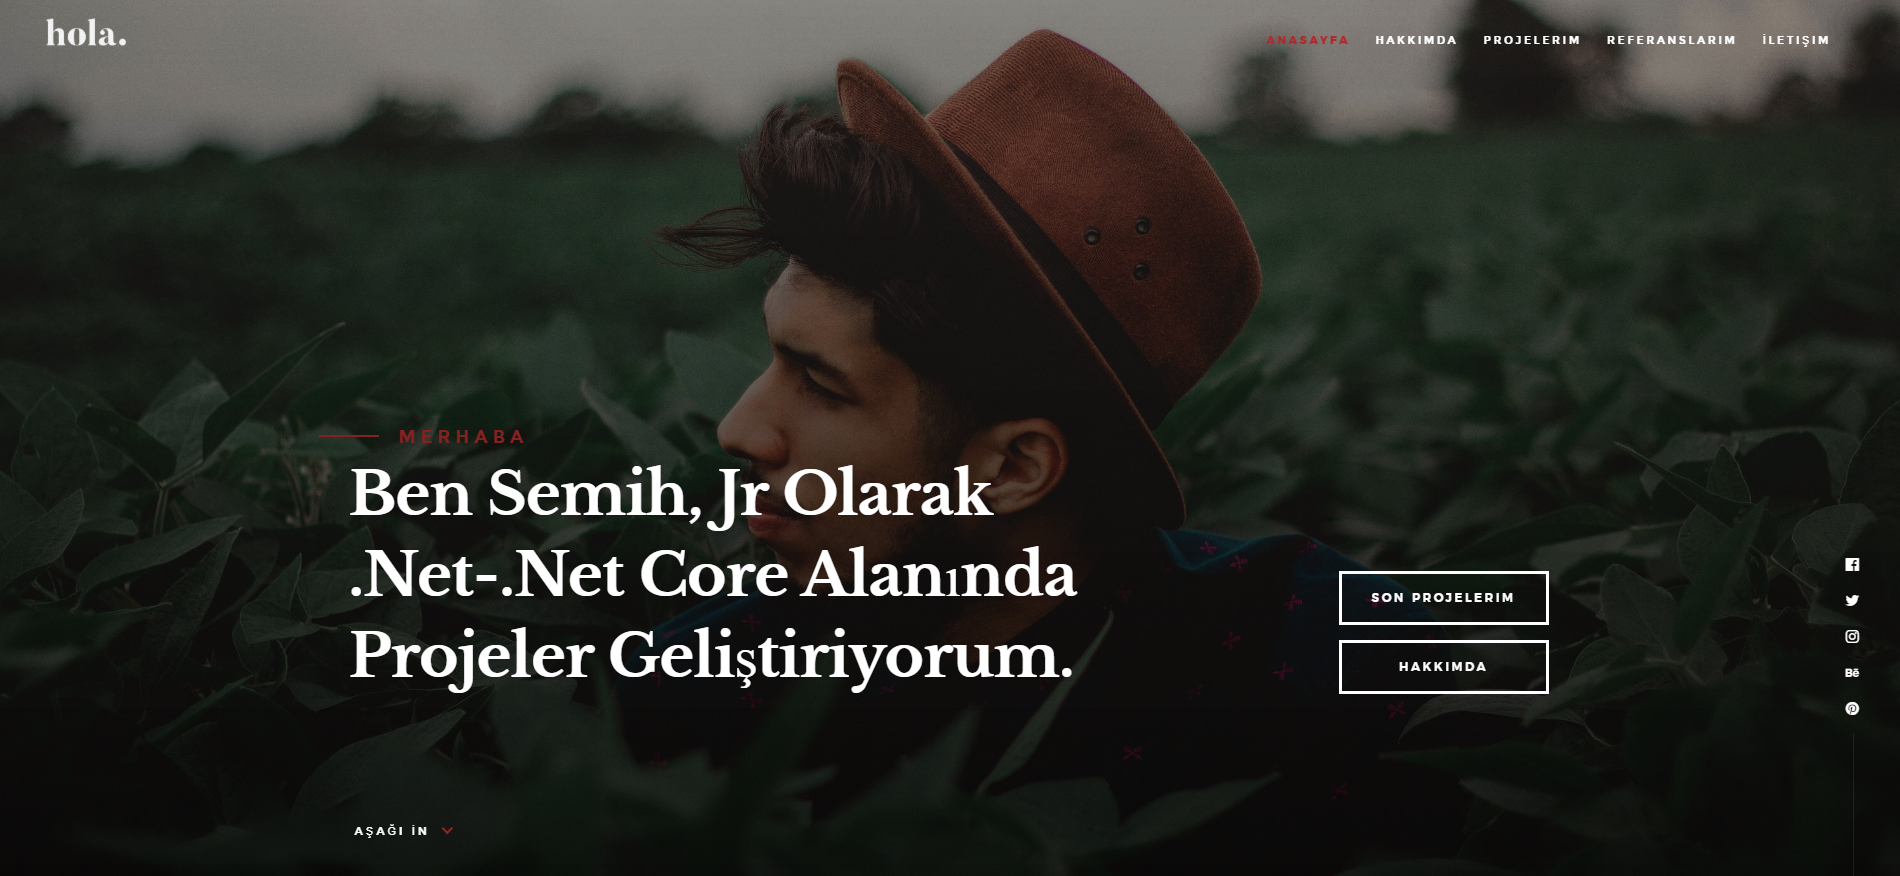 hola.
ANASAYFA HAKKIMDA PROJELERIM REFERANSLARIM İLETIŞIM
MERHABA
Ben Semih, Jr Olarak
.Net-.Net Core Alanında
Projeler Geliştiriyorum.
SON PROJELERIM
HAKKIMDA
Bē
AŞAĞI İN